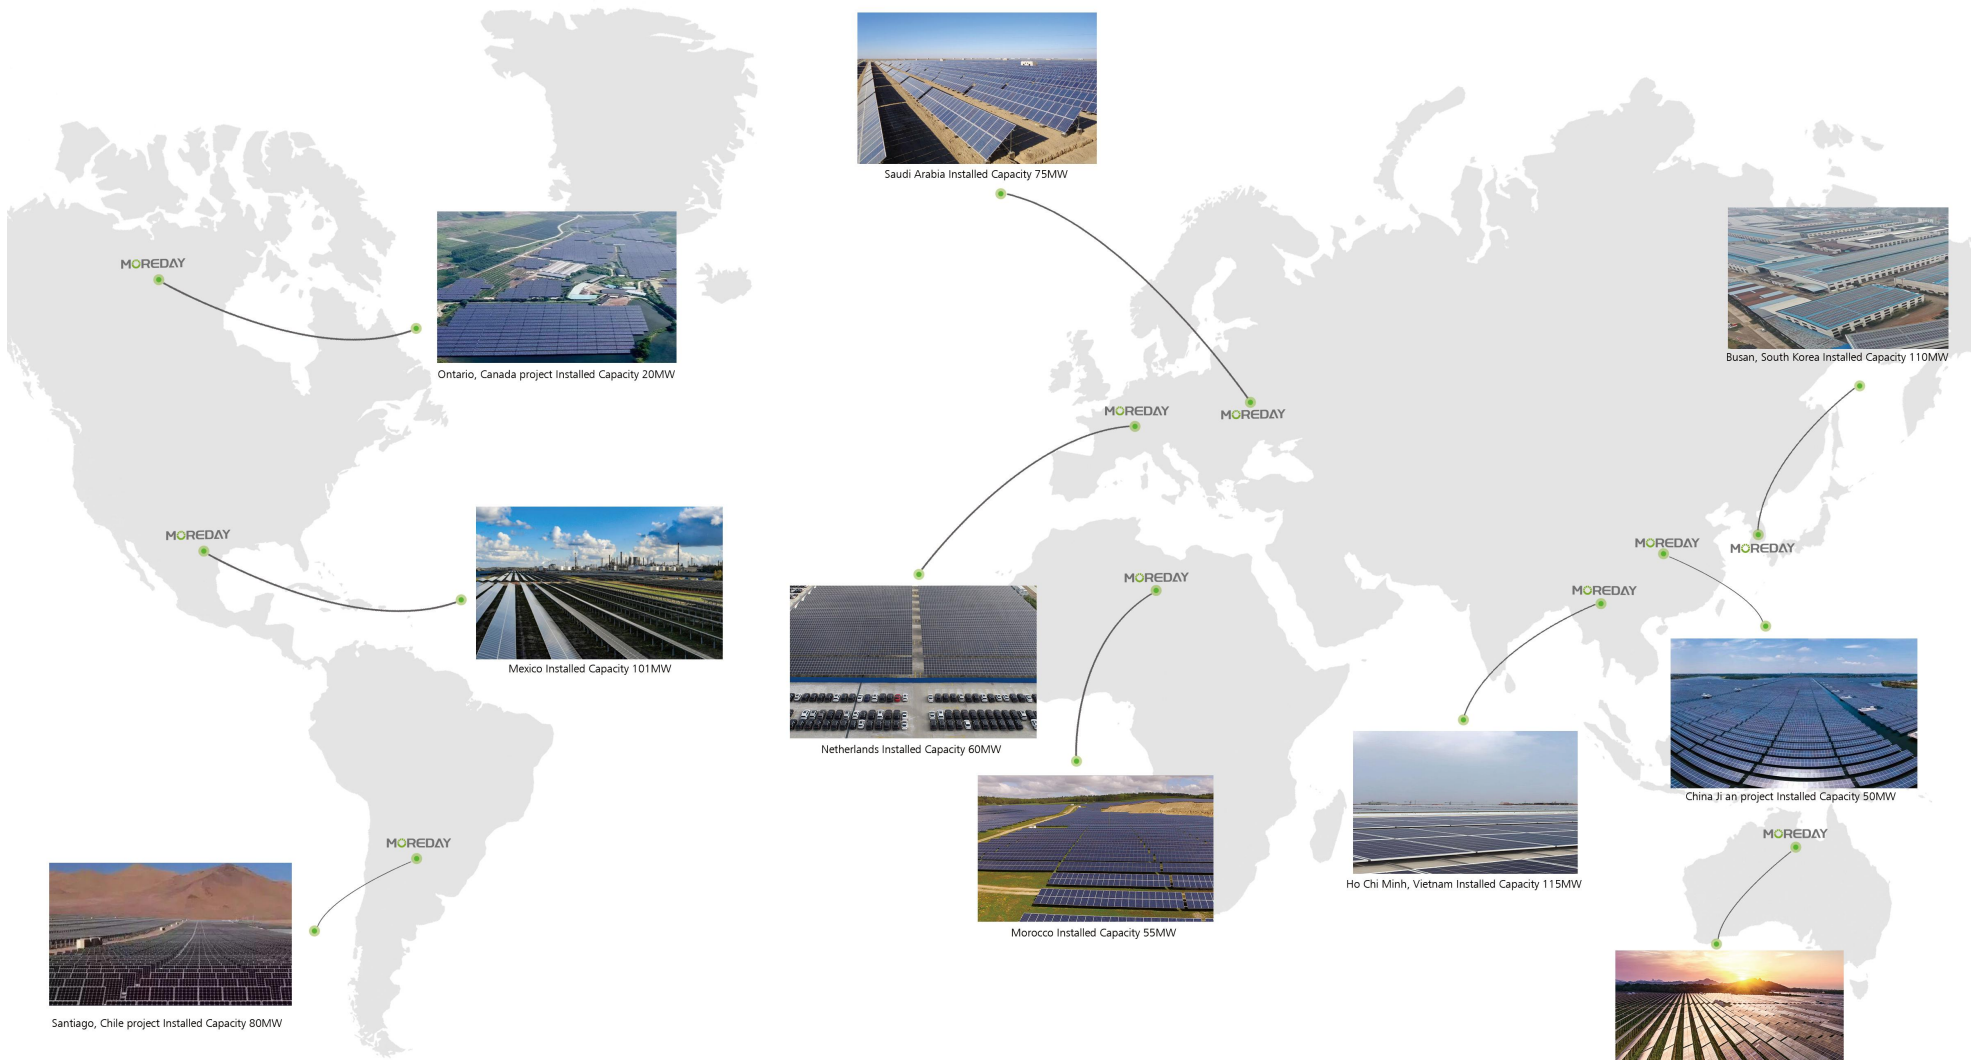 Saudi Arabia Installed Capacity 75MW
MOREDAY
Ontario, Canada project Installed Capacity 20MW
Busan, South Korea Installed Capacity 110MW
MOREDAY
MOREDAY
MOREDAY
MOREDAY
MOREDAY
MOREDAY
MOREDAY
Mexico Installed Capacity 101MW
Netherlands Installed Capacity 60MW
China Ji an project Installed Capacity 50MW
MOREDAY
MOREDAY
Ho Chi Minh, Vietnam Installed Capacity 115MW
Morocco Installed Capacity 55MW
Santiago, Chile project Installed Capacity 80MW